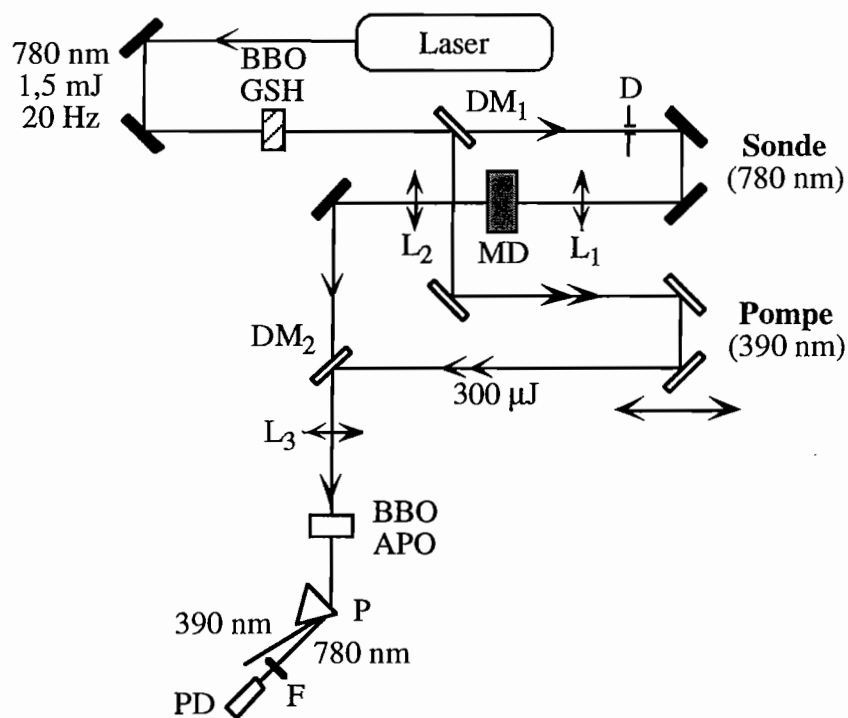 Laser
780 nm
1,5 mJ
20 Hz
BBO
GSH
DM1
D
Sonde
(780 nm)
L2
MD
L1
Pompe
(390 nm)
DM2
300 µJ
L3
BBO
APO
P
390 nm
780 nm
F
PD